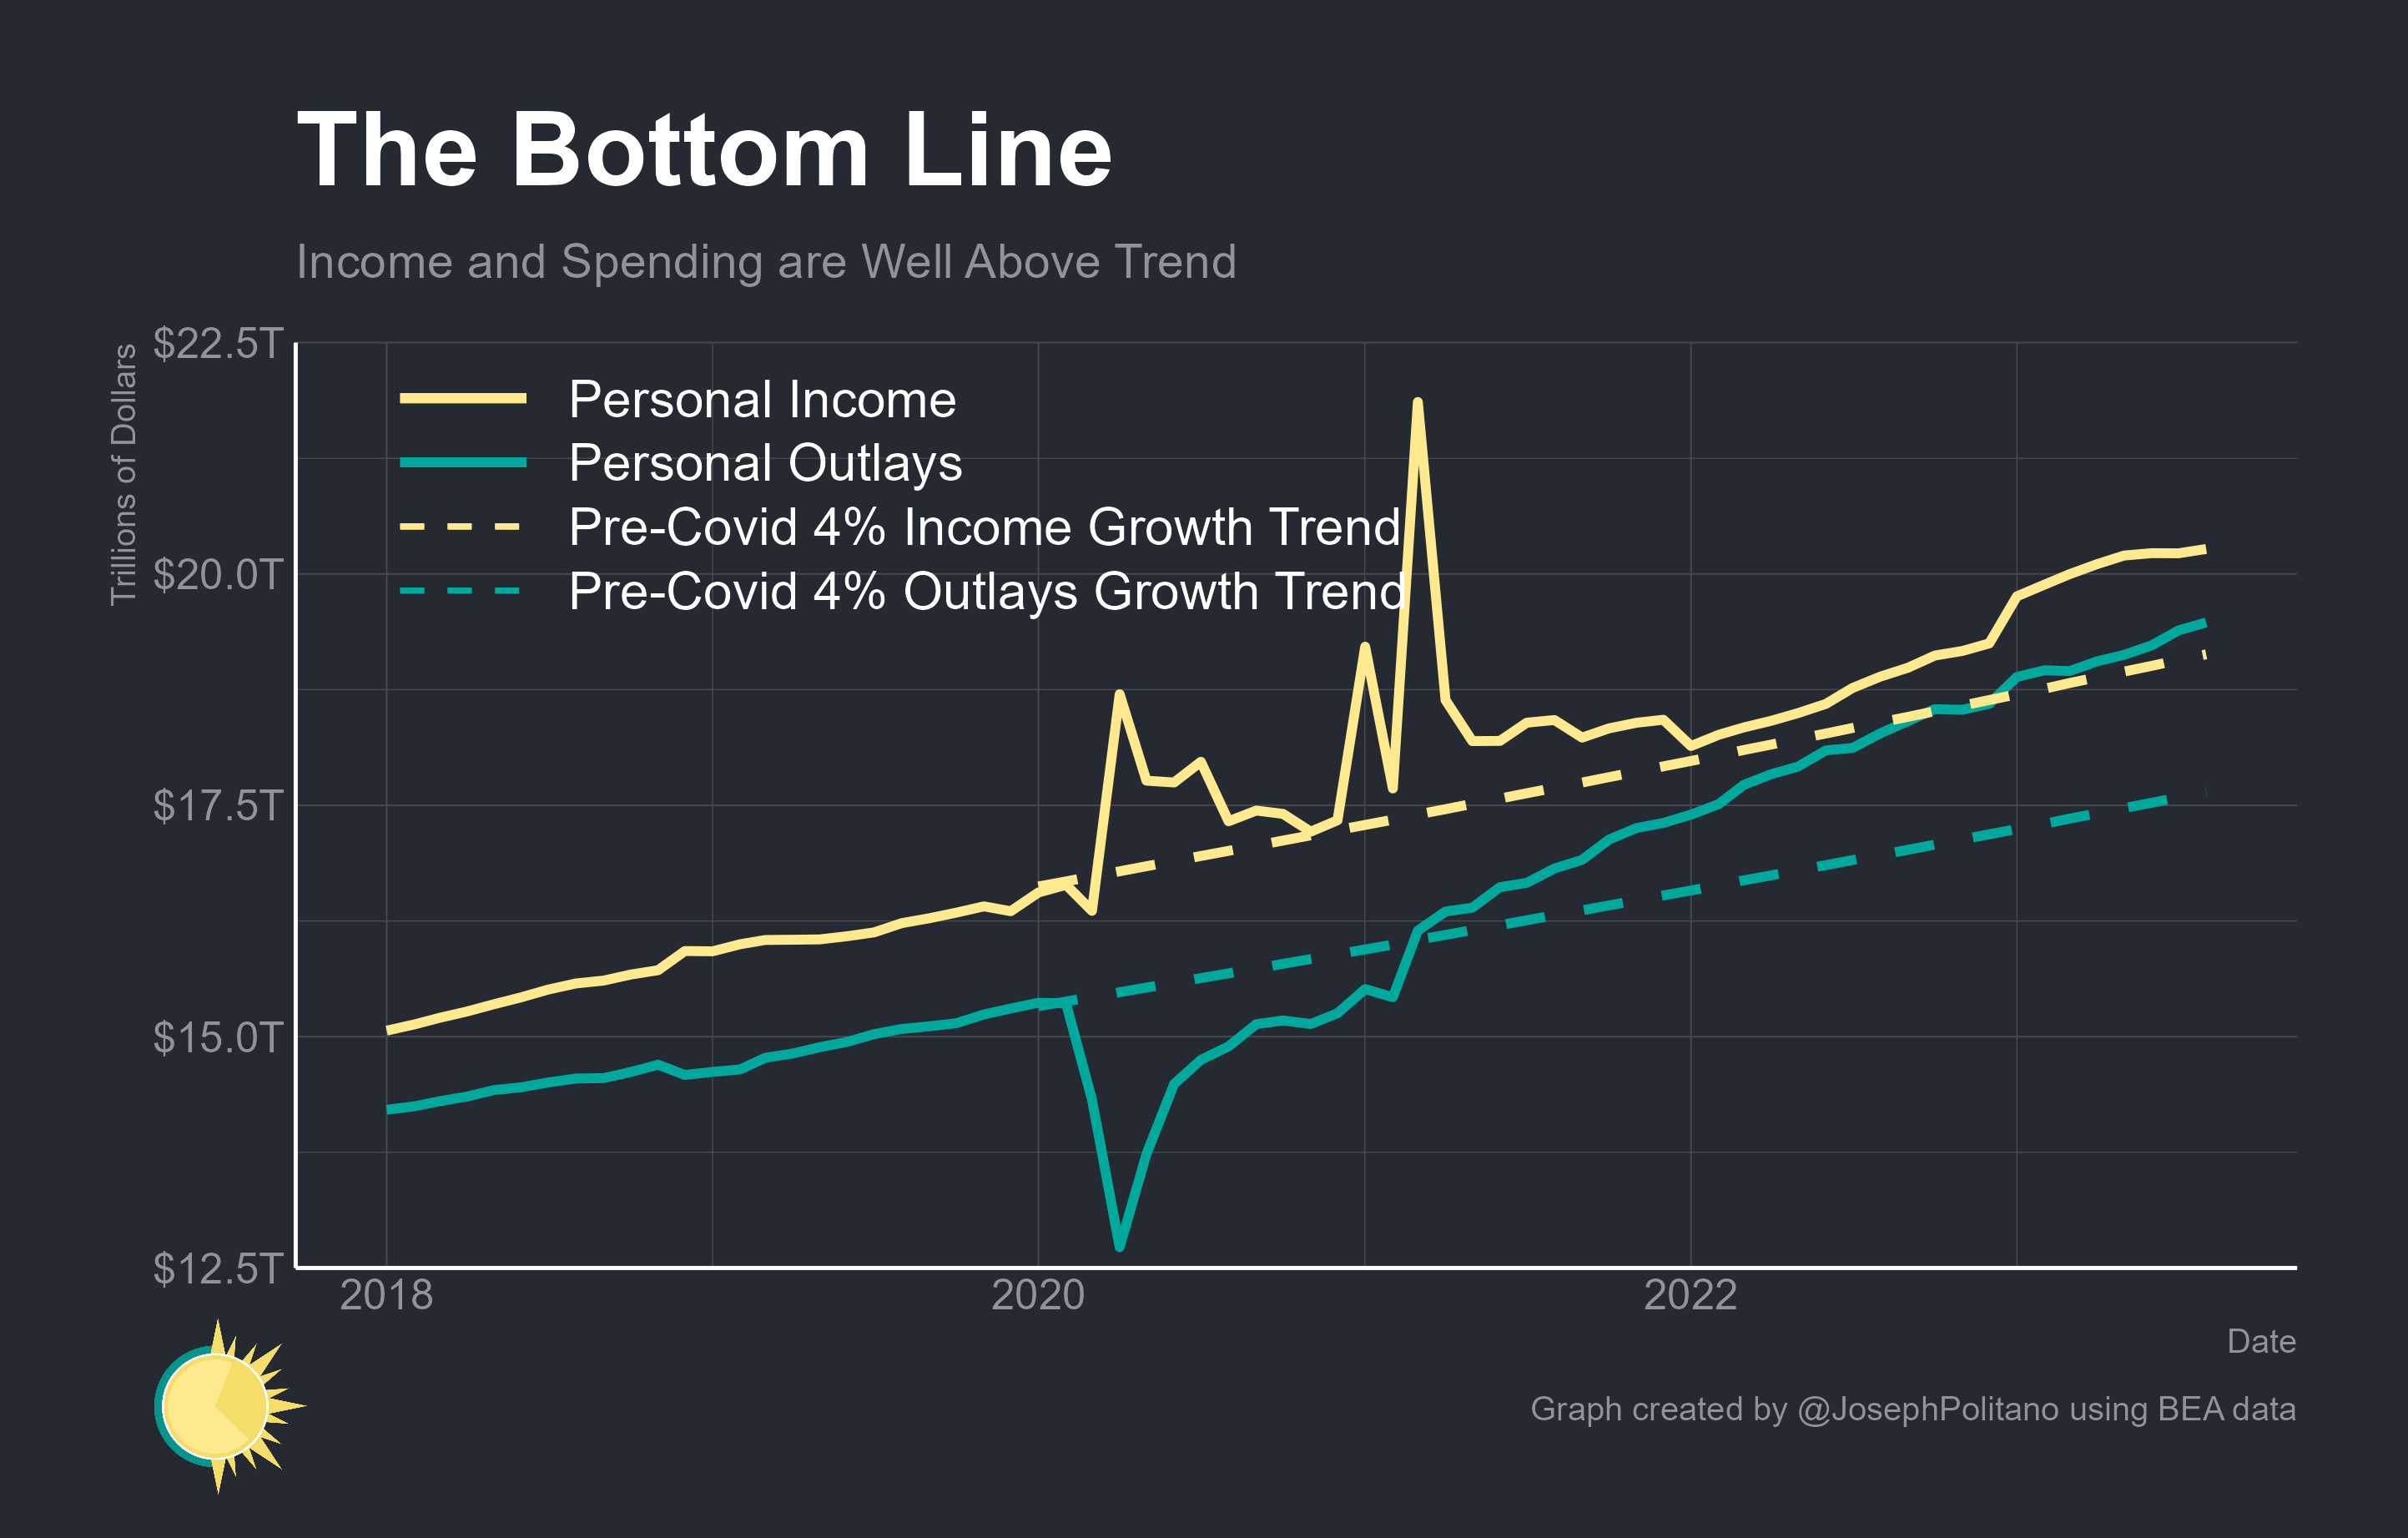 The Bottom Line
Income and Spending are Well Above Trend
Trillions of Dollars
$22.5T
$20.0T
$17.5T
$15.0T
$12.5T
Personal Income
Personal Outlays
Pre-Covid 4% Income Growth Trend
Pre-Covid 4% Outlays Growth Trend
2018
2020
2022
Date
Graph created by @JosephPolitano using BEA data